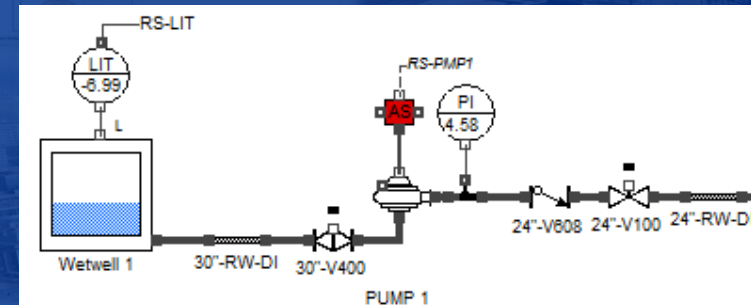 RS-LIT
LIT
-6.99
L
RS-PMP1
AS
PI
4.58
Wetwell 1
30"-RW-DI
30"-V400
24"-V608
24"-V100
24"-RW-D
PUMP 1